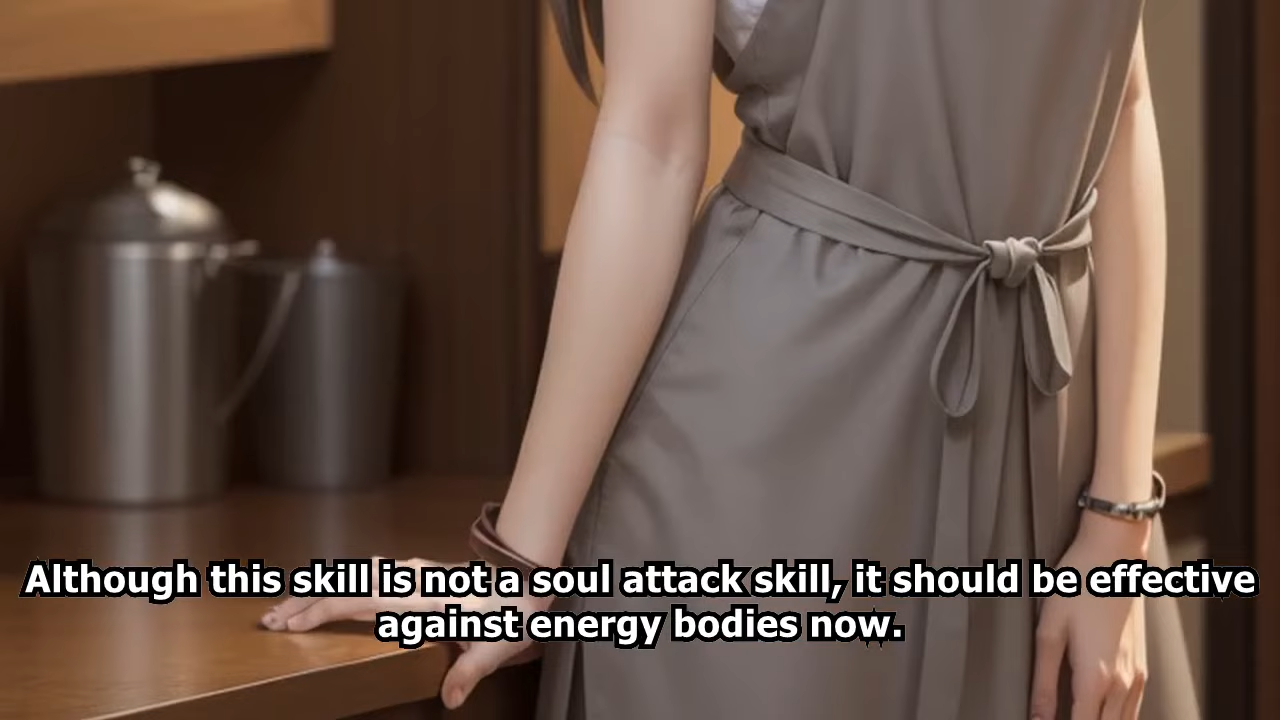 Although this skill is not a soul attack skill, it should be effective
against energy bodies now.